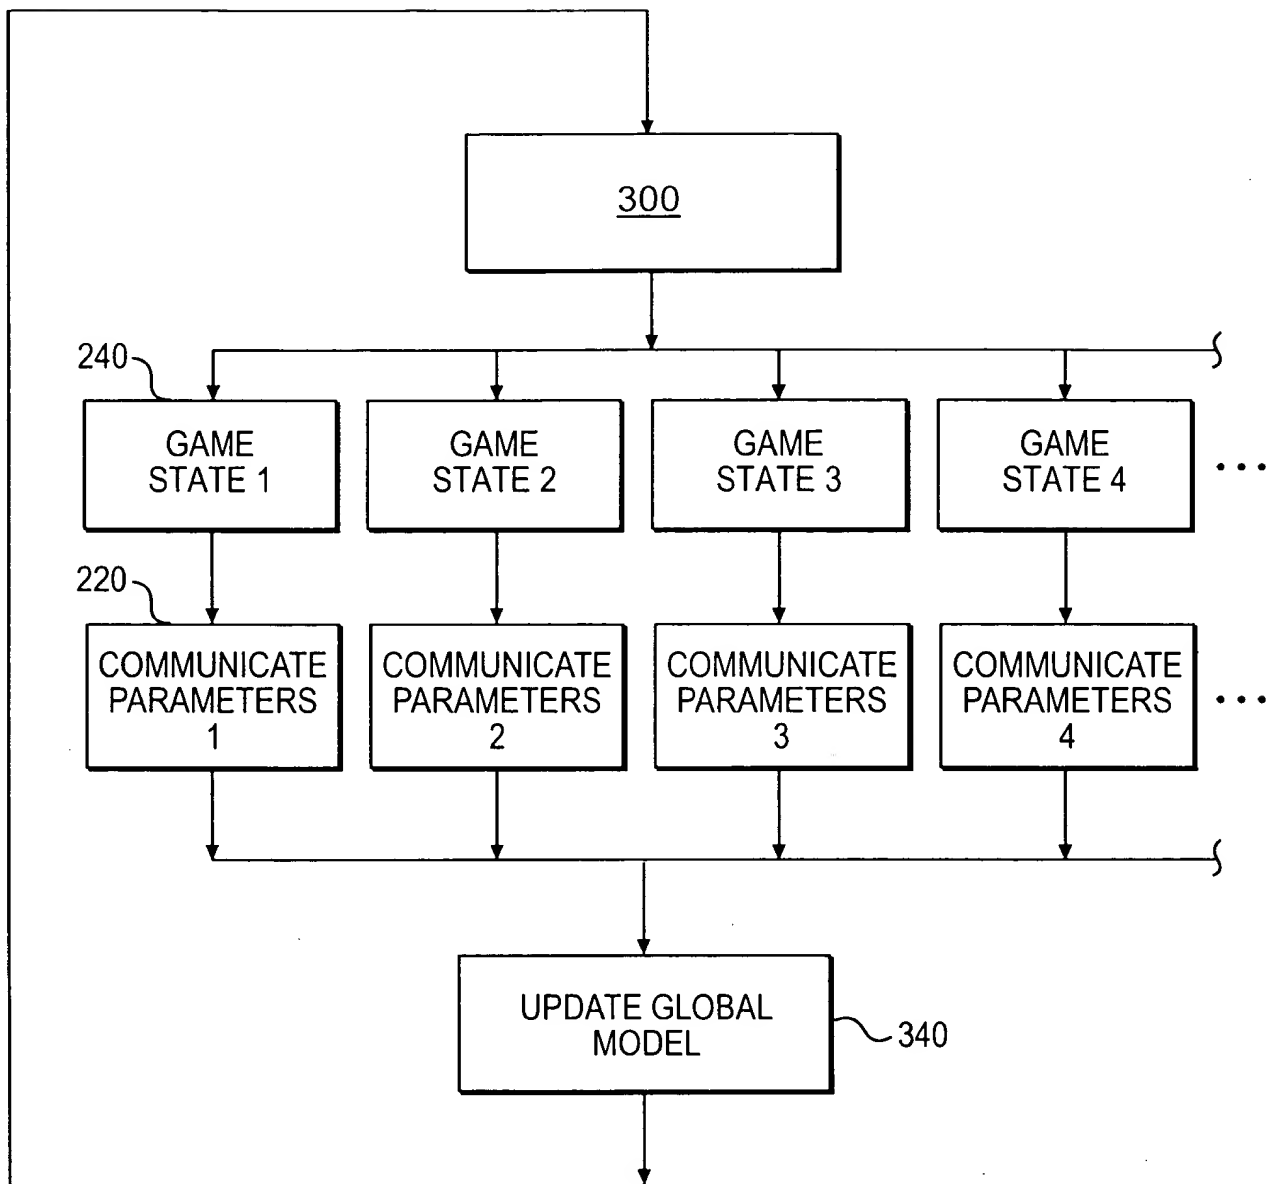 300
240
GAME
STATE 1
GAME
STATE 2
GAME
STATE 3
GAME
STATE 4
...
220
COMMUNICATE
PARAMETERS
1
COMMUNICATE
PARAMETERS
2
COMMUNICATE
PARAMETERS
3
COMMUNICATE
PARAMETERS
4
...
UPDATE GLOBAL
MODEL
340